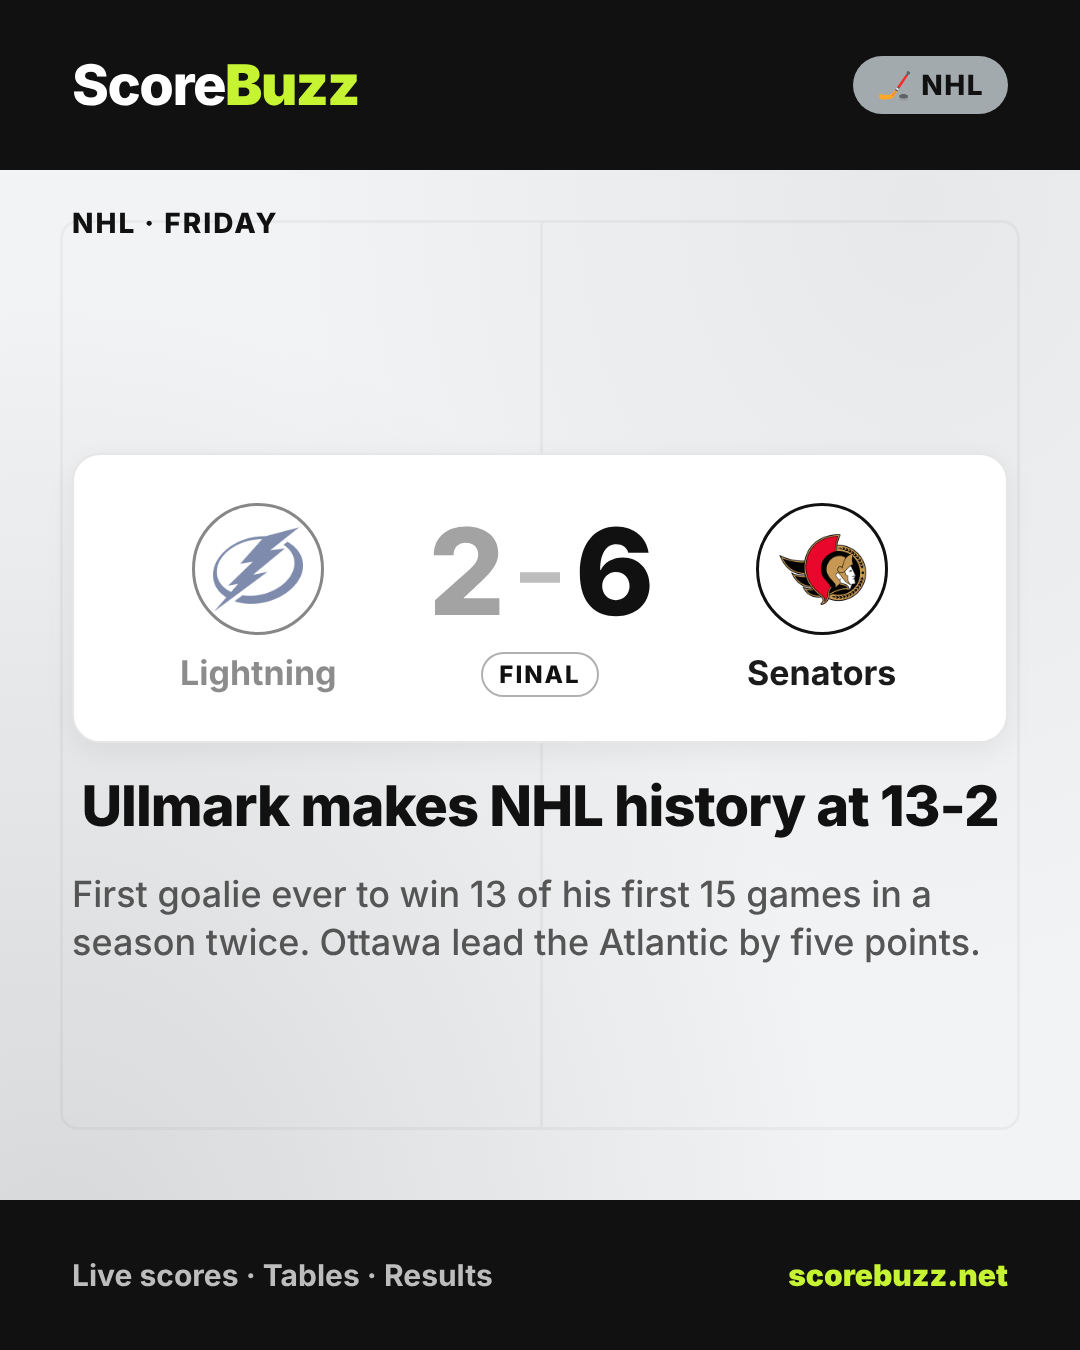 ScoreBuzz
NHL
NHL · FRIDAY
2 - 6
Lightning
FINAL
Senators
Ullmark makes NHL history at 13-2
First goalie ever to win 13 of his first 15 games in a
season twice. Ottawa lead the Atlantic by five points.
Live scores · Tables · Results
scorebuzz.net